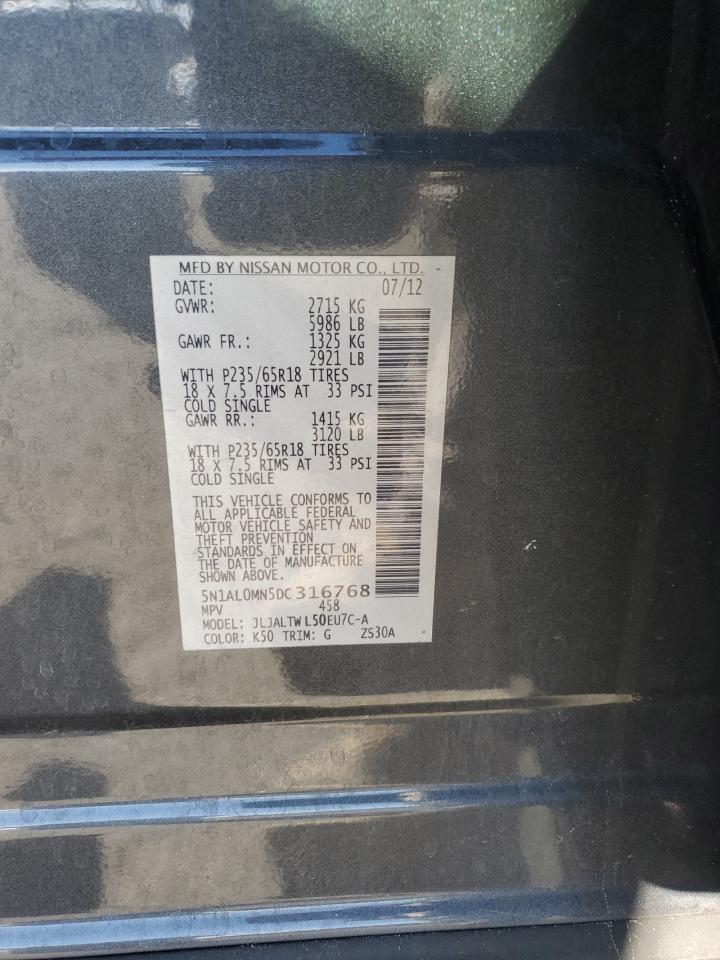 MFD BY NISSAN MOTOR CO., LTD.
DATE: 07/12
GVWR: 2715 KG
5986 LB
GAWR FR.: 1325 KG
2921 LB
WITH P235/65R18 TIRES
18 X 7.5 RIMS AT 33 PSI
COLD SINGLE
GAWR RR.: 1415 KG
3120 LB
WITH P235/65R18 TIRES
18 X 7.5 RIMS AT 33 PSI
COLD SINGLE
THIS VEHICLE CONFORMS TO
ALL APPLICABLE FEDERAL
MOTOR VEHICLE SAFETY AND
THEFT PREVENTION
STANDARDS IN EFFECT ON
THE DATE OF MANUFACTURE
SHOWN ABOVE.
5N1AL0MN5DC316768
MPV 458
MODEL: JLJALTWL50EU7C-A
COLOR: K50 TRIM: G ZS30A